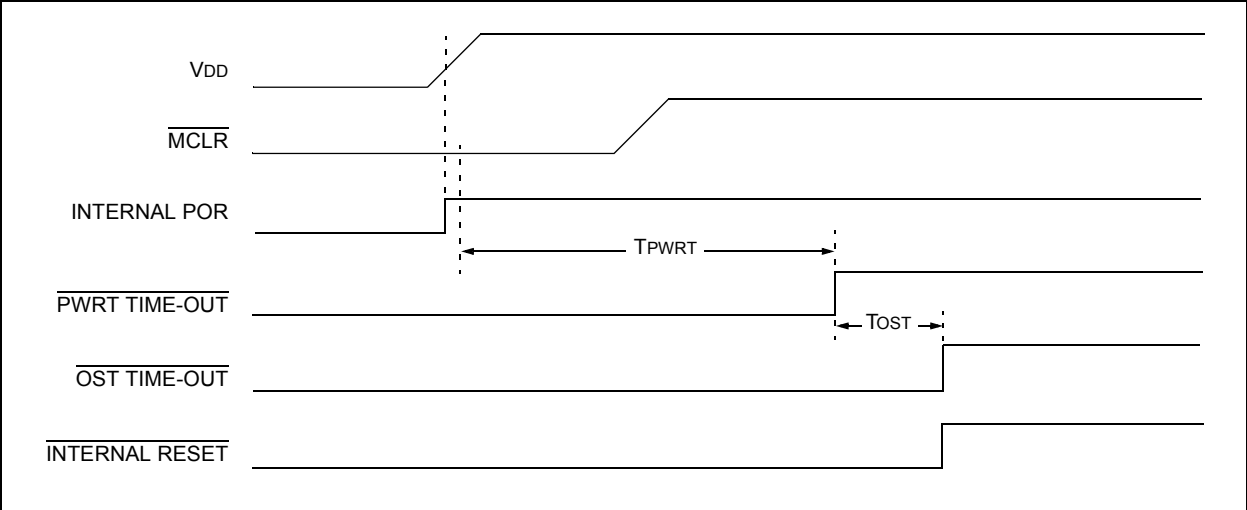 VDD
MCLR
INTERNAL POR
TPWRT
PWRT TIME-OUT
TOST
OST TIME-OUT
INTERNAL RESET